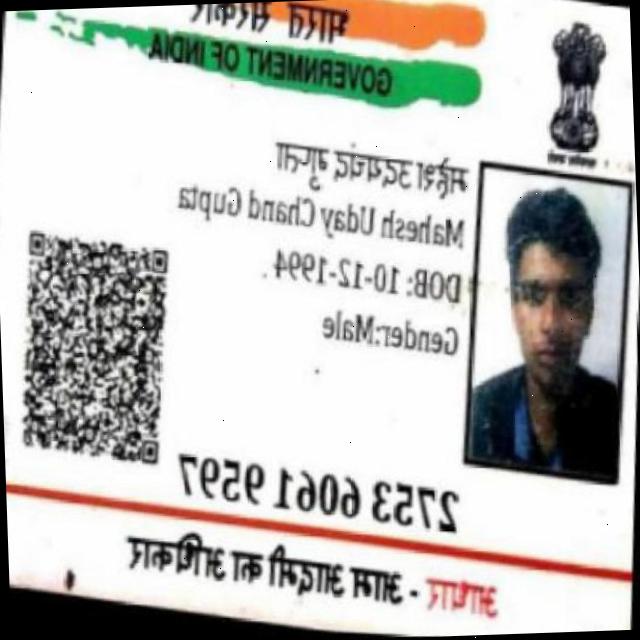 भारत सरकार
GOVERNMENT OF INDIA
महेश उदयचंद गुप्ता
Mahesh Uday Chand Gupta
DOB: 10-12-1994
Gender:Male
2753 6061 9597
आधार - आम आदमी का अधिकार